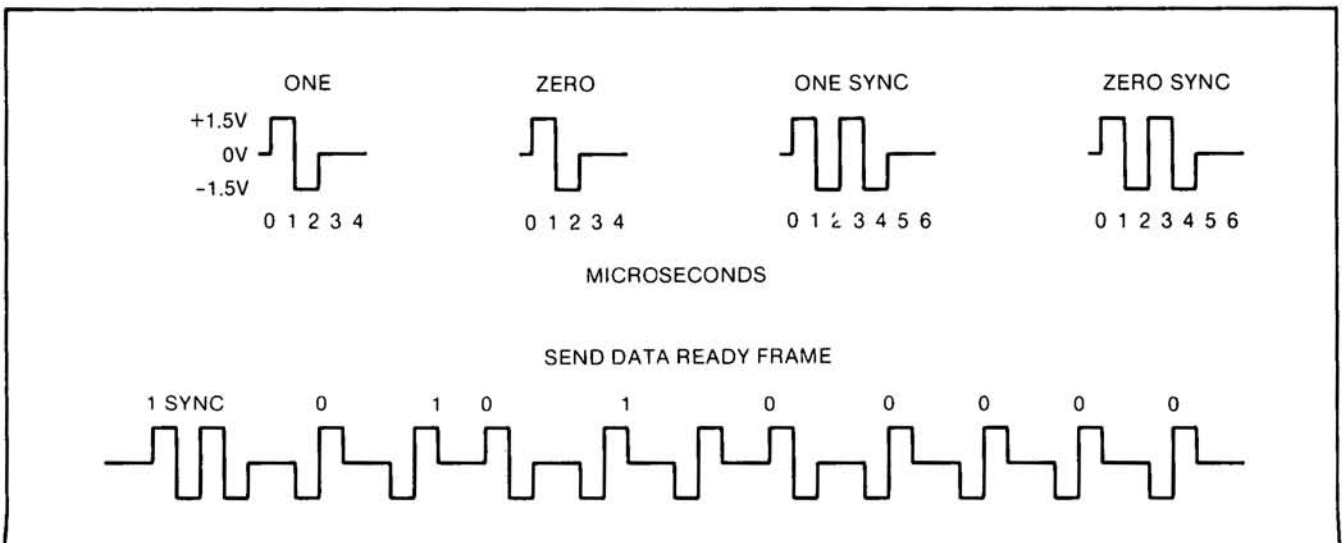 ONE ZERO ONE SYNC ZERO SYNC
+1.5V
0V
-1.5V
0 1 2 3 4 0 1 2 3 4 0 1 2 3 4 5 6 0 1 2 3 4 5 6
MICROSECONDS
SEND DATA READY FRAME
1 SYNC 0 1 0 1 0 0 0 0 0